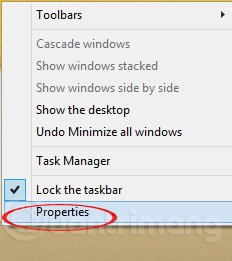 Toolbars
Cascade windows
Show windows stacked
Show windows side by side
Show the desktop
Undo Minimize all windows
Task Manager
Lock the taskbar
Properties
quantrimang